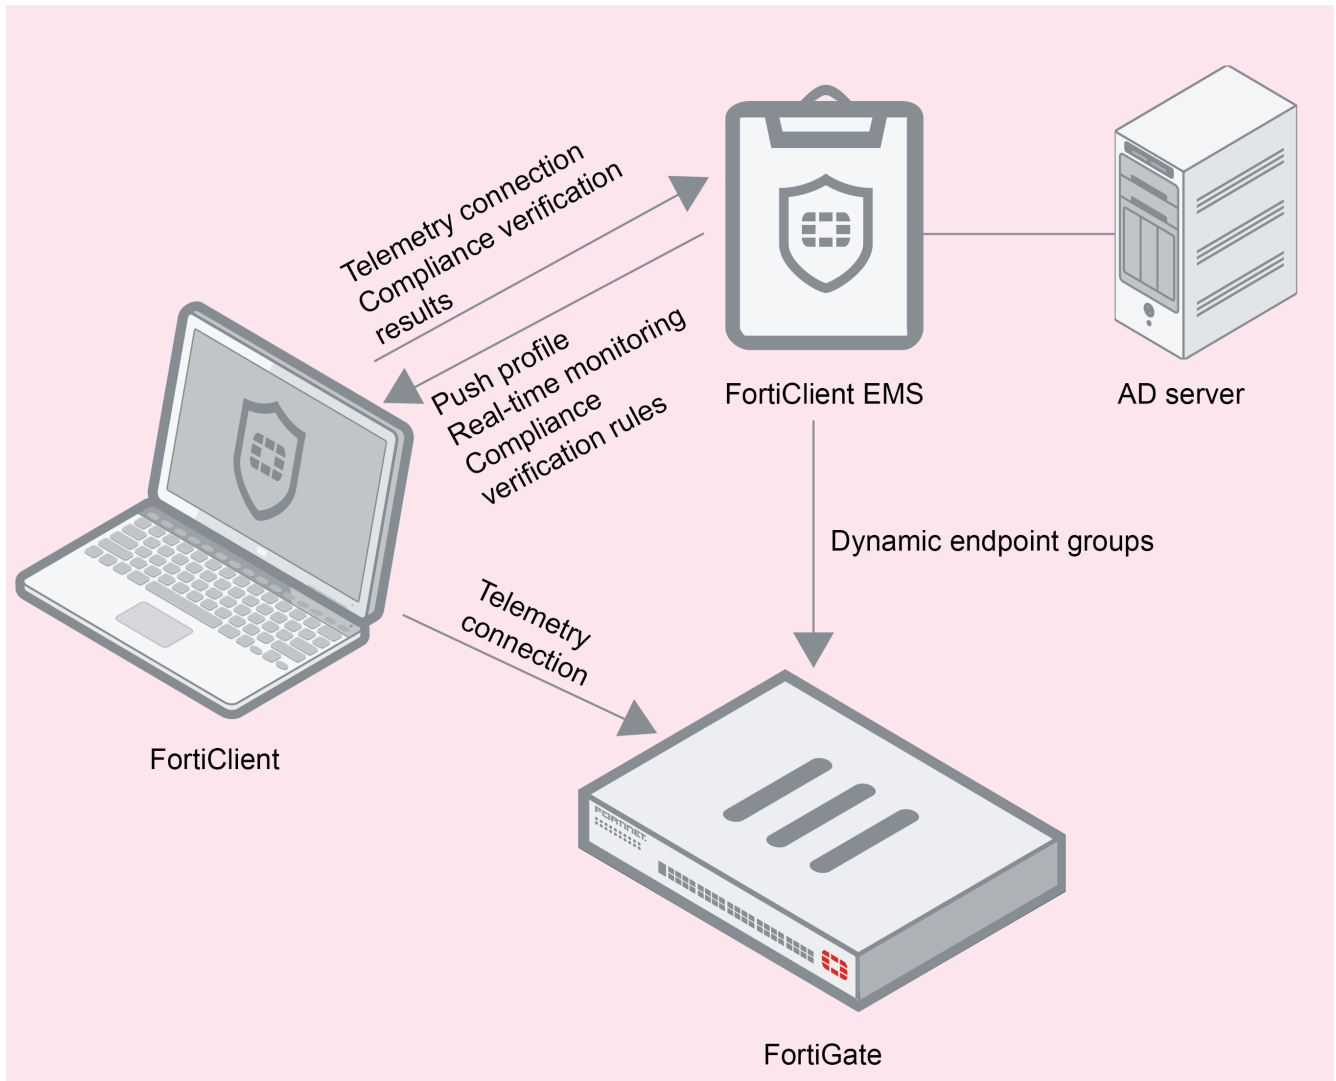 Telemetry connection
Compliance verification
results
Push profile
Real-time monitoring
Compliance
verification rules
FortiClient EMS
AD server
Dynamic endpoint groups
Telemetry
connection
FortiClient
FORTINET
FortiGate